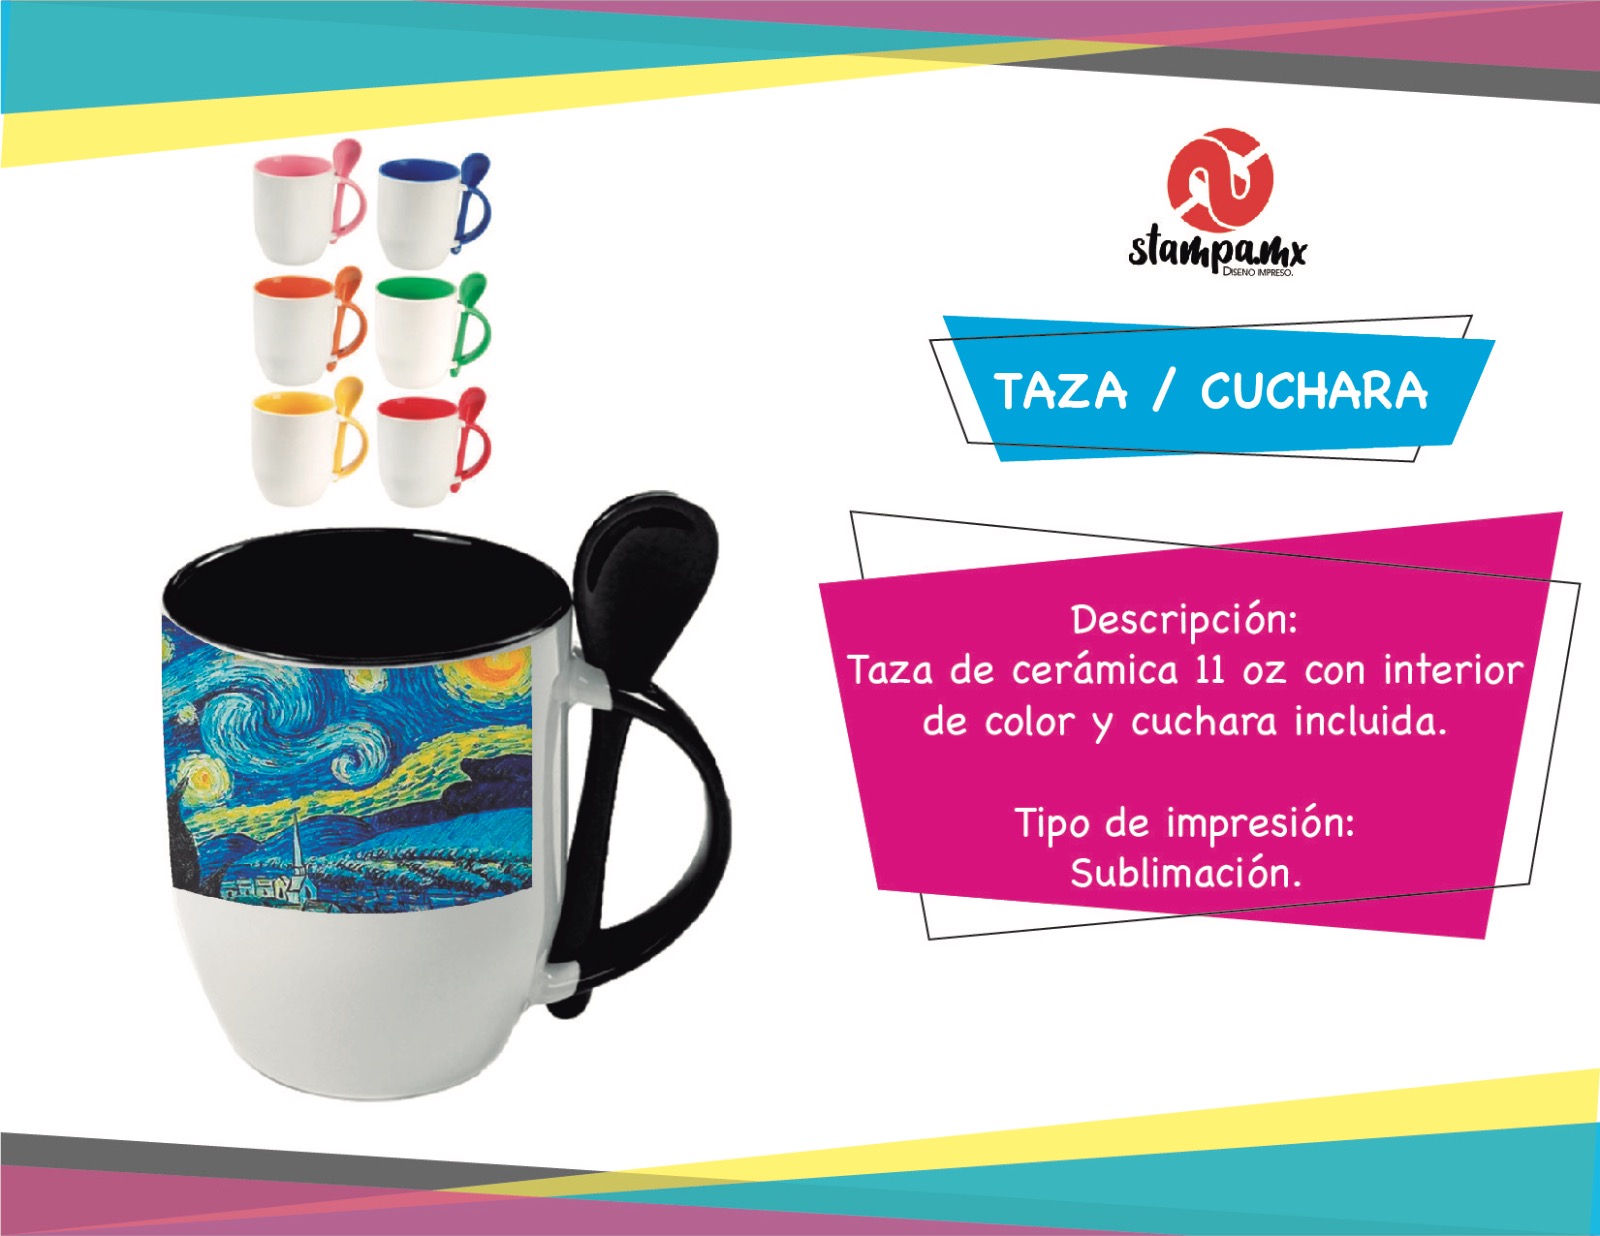 stampa.mx
DISENO IMPRESO.
TAZA / CUCHARA
Descripción:
Taza de cerámica 11 oz con interior
de color y cuchara incluida.
Tipo de impresión:
Sublimación.